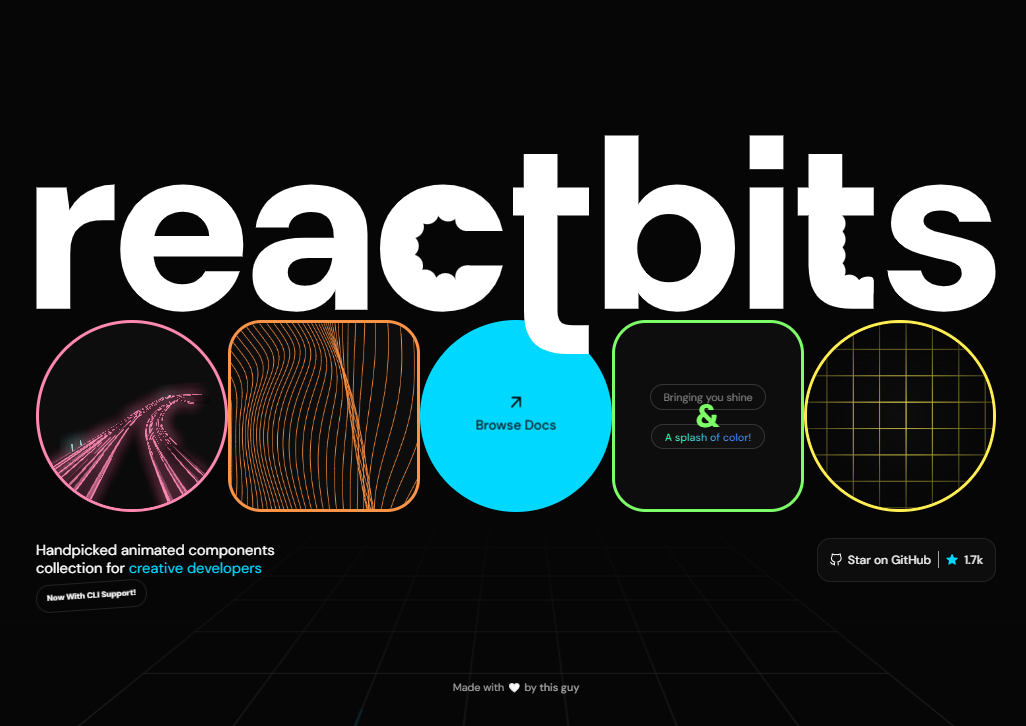 reactbits
Browse Docs
Bringing you shine
&
A splash of color!
Handpicked animated components
collection for creative developers
Now With CLI Support!
Star on GitHub
1.7k
Made with 🤍 by this guy